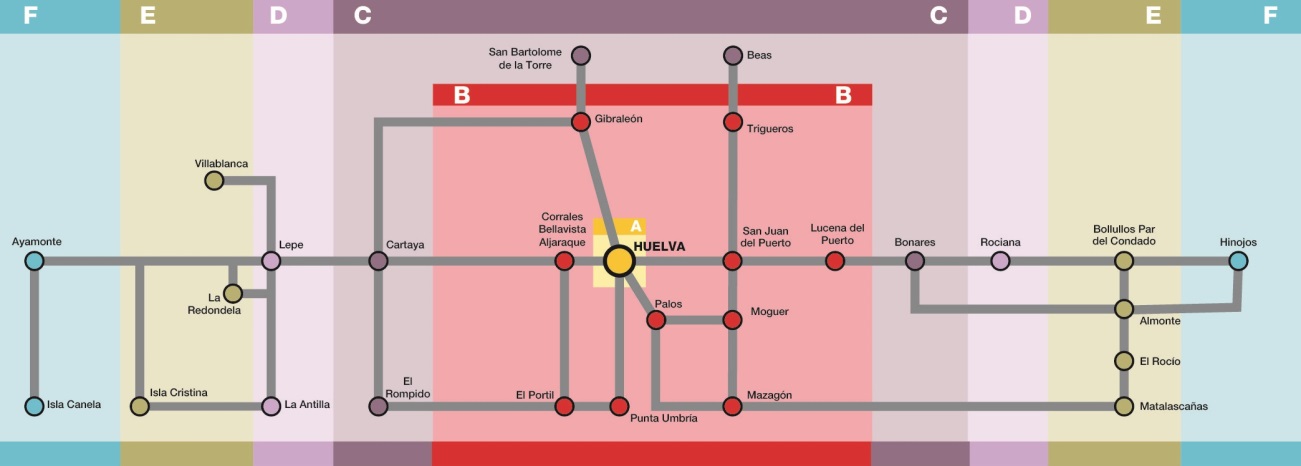 F
E
D
C
C
D
E
F
San Bartolome
de la Torre
Beas
B
B
Gibraleón
Trigueros
Villablanca
Corrales
Bellavista
Aljaraque
A
HUELVA
San Juan
del Puerto
Lucena del
Puerto
Bollullos Par
del Condado
Ayamonte
Lepe
Cartaya
Bonares
Rociana
Hinojos
La
Redondela
Palos
Moguer
Almonte
El Rocío
Isla Canela
Isla Cristina
La Antilla
El
Rompido
El Portil
Punta Umbría
Mazagón
Matalascañas